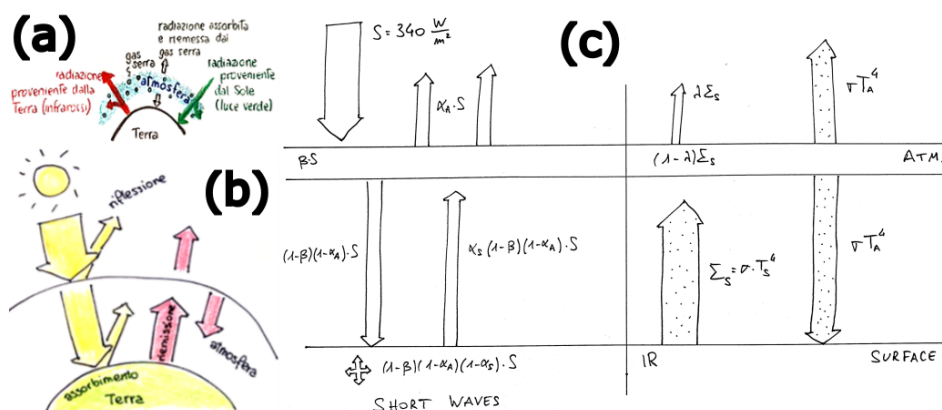 (a)
radiazione assorbita
e riemessa dai
gas serra
gas
serra
radiazione
proveniente
dalla
Terra (infrarossi)
atmosfera
radiazione
proveniente
dal Sole
(luce verde)
Terra
(b)
riflessione
riemissione
atmosfera
assorbimento
Terra
(c)
S = 340 W/m²
α_A · S
β·S
(1-β)(1-α_A)·S
α_S (1-β)(1-α_A)·S
(1-β)(1-α_A)(1-α_S)·S
SHORT WAVES
λΣ_S
σT_A⁴
(1-λ)Σ_S
ATM.
Σ_S = σ·T_S⁴
σT_A⁴
IR
SURFACE